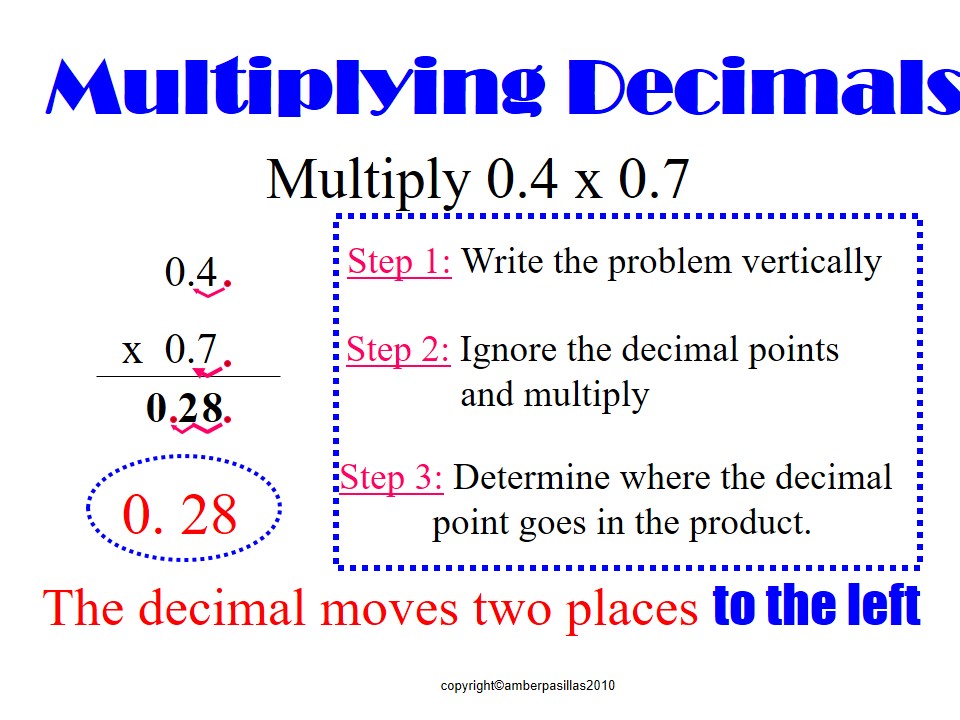 Multiplying Decimals
Multiply 0.4 x 0.7
0.4.
x 0.7.
0.28.
0. 28
Step 1: Write the problem vertically
Step 2: Ignore the decimal points
and multiply
Step 3: Determine where the decimal
point goes in the product.
The decimal moves two places to the left
copyright©amberpasillas2010